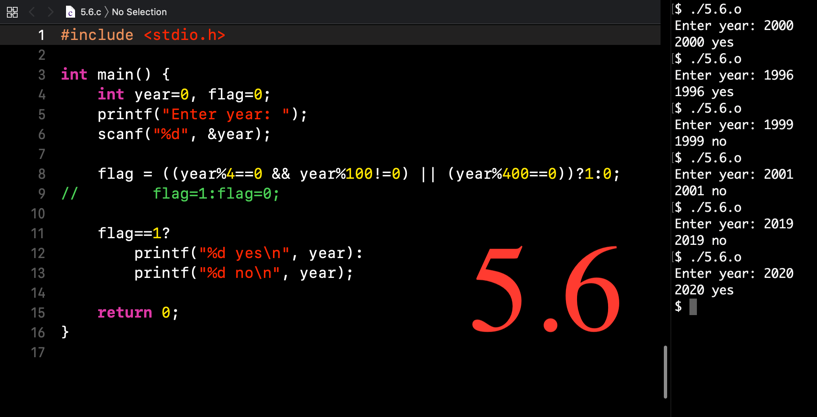 5.6.c 〉No Selection
1 #include <stdio.h>
2
3 int main() {
4     int year=0, flag=0;
5     printf("Enter year: ");
6     scanf("%d", &year);
7
8     flag = ((year%4==0 && year%100!=0) || (year%400==0))?1:0;
9 //        flag=1:flag=0;
10
11     flag==1?
12         printf("%d yes\n", year):
13         printf("%d no\n", year);
14
15     return 0;
16 }
17
5.6
$ ./5.6.o
Enter year: 2000
2000 yes
$ ./5.6.o
Enter year: 1996
1996 yes
$ ./5.6.o
Enter year: 1999
1999 no
$ ./5.6.o
Enter year: 2001
2001 no
$ ./5.6.o
Enter year: 2019
2019 no
$ ./5.6.o
Enter year: 2020
2020 yes
$